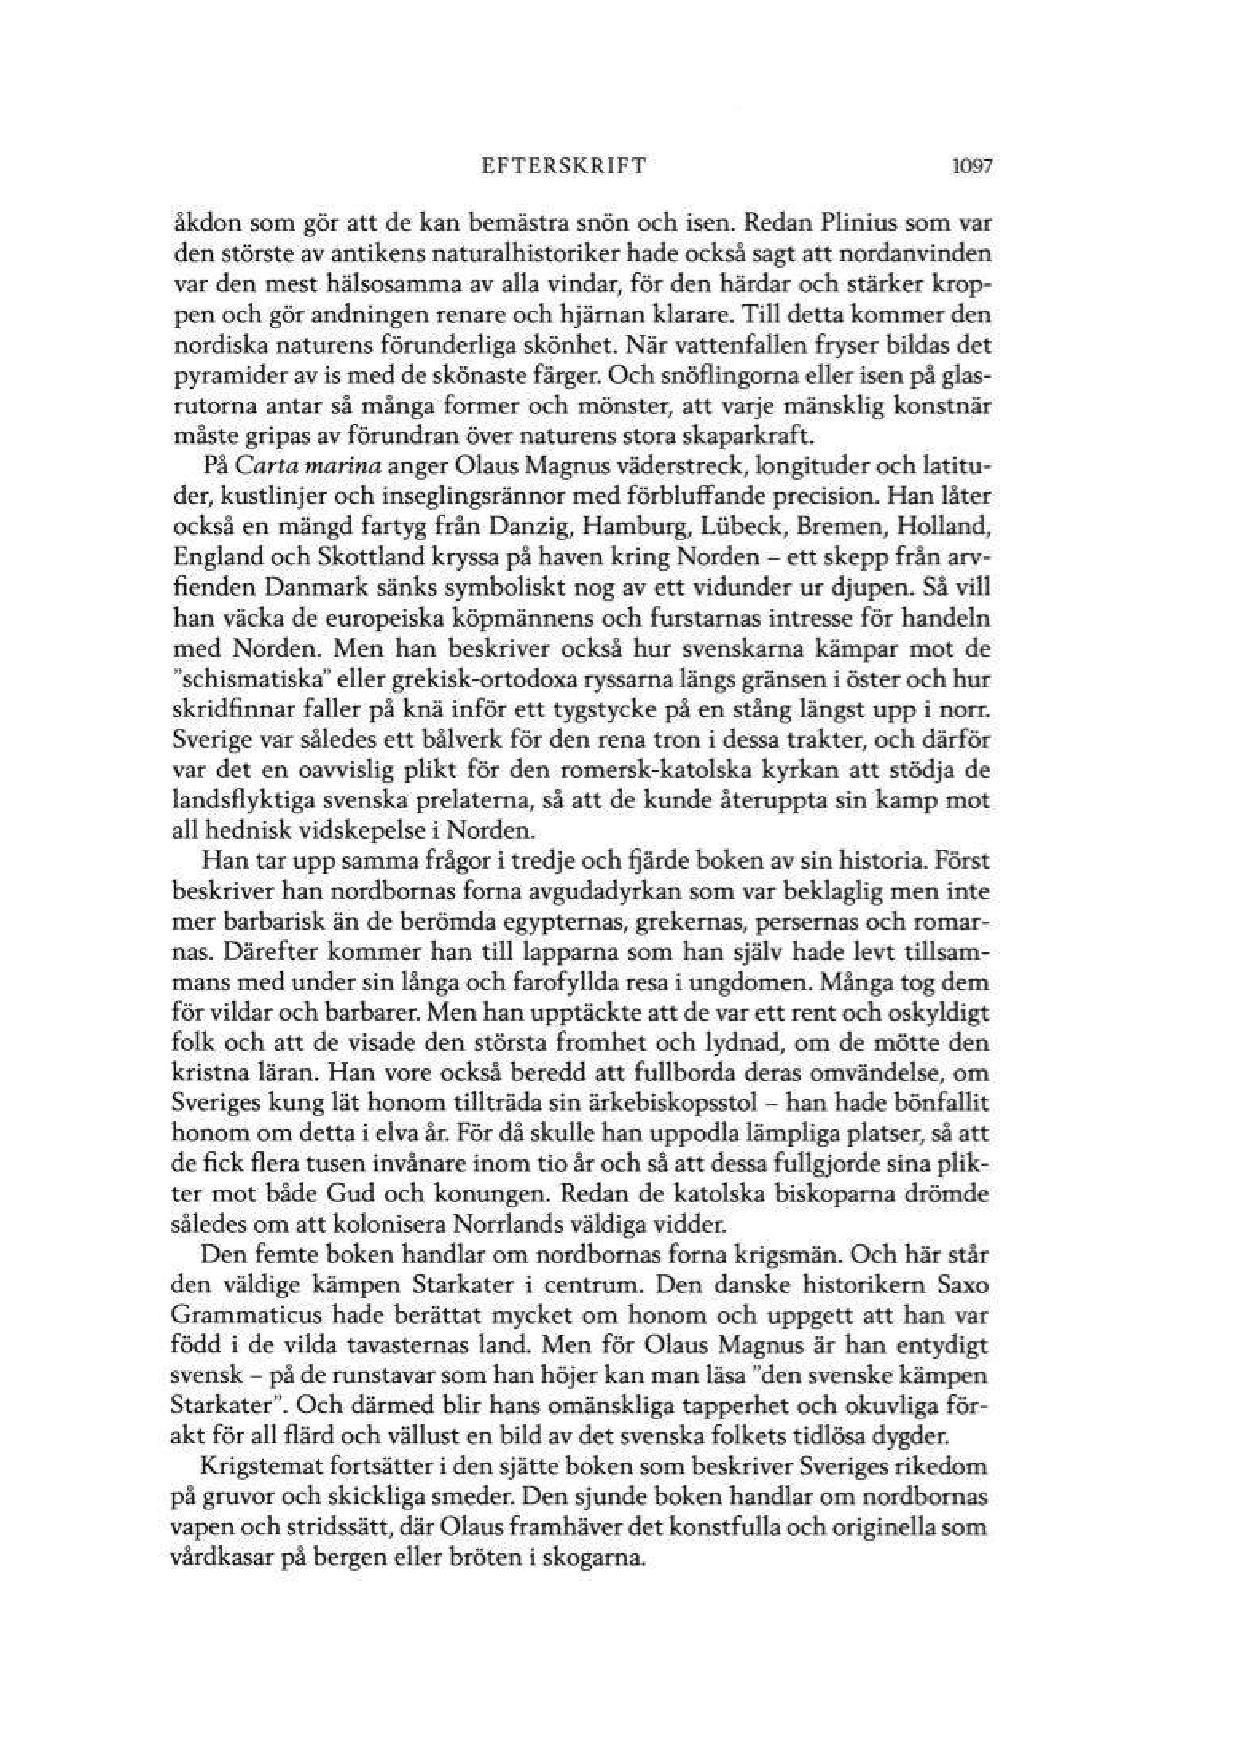 EFTERSKRIFT 1097
åkdon som gör att de kan bemästra snön och isen. Redan Plinius som var
den störste av antikens naturalhistoriker hade också sagt att nordanvinden
var den mest hälsosamma av alla vindar, för den härdar och stärker krop-
pen och gör andningen renare och hjärnan klarare. Till detta kommer den
nordiska naturens förunderliga skönhet. När vattenfallen fryser bildas det
pyramider av is med de skönaste färger. Och snöflingorna eller isen på glas-
rutorna antar så många former och mönster, att varje mänsklig konstnär
måste gripas av förundran över naturens stora skaparkraft.
På Carta marina anger Olaus Magnus väderstreck, longituder och latitu-
der, kustlinjer och inseglingsrännor med förbluffande precision. Han låter
också en mängd fartyg från Danzig, Hamburg, Lübeck, Bremen, Holland,
England och Skottland kryssa på haven kring Norden – ett skepp från arv-
fienden Danmark sänks symboliskt nog av ett vidunder ur djupen. Så vill
han väcka de europeiska köpmännens och furstarnas intresse för handeln
med Norden. Men han beskriver också hur svenskarna kämpar mot de
”schismatiska” eller grekisk-ortodoxa ryssarna längs gränsen i öster och hur
skridfinnar faller på knä inför ett tygstycke på en stång längst upp i norr.
Sverige var således ett bålverk för den rena tron i dessa trakter, och därför
var det en oavvislig plikt för den romersk-katolska kyrkan att stödja de
landsflyktiga svenska prelaterna, så att de kunde återuppta sin kamp mot
all hednisk vidskepelse i Norden.
Han tar upp samma frågor i tredje och fjärde boken av sin historia. Först
beskriver han nordbornas forna avgudadyrkan som var beklaglig men inte
mer barbarisk än de berömda egypternas, grekernas, persernas och romar-
nas. Därefter kommer han till lapparna som han själv hade levt tillsam-
mans med under sin långa och farofyllda resa i ungdomen. Många tog dem
för vildar och barbarer. Men han upptäckte att de var ett rent och oskyldigt
folk och att de visade den största fromhet och lydnad, om de mötte den
kristna läran. Han vore också beredd att fullborda deras omvändelse, om
Sveriges kung lät honom tillträda sin ärkebiskopsstol – han hade bönfallit
honom om detta i elva år. För då skulle han uppodla lämpliga platser, så att
de fick flera tusen invånare inom tio år och så att dessa fullgjorde sina plik-
ter mot både Gud och konungen. Redan de katolska biskoparna drömde
således om att kolonisera Norrlands väldiga vidder.
Den femte boken handlar om nordbornas forna krigsmän. Och här står
den väldige kämpen Starkater i centrum. Den danske historikern Saxo
Grammaticus hade berättat mycket om honom och uppgett att han var
född i de vilda tavasternas land. Men för Olaus Magnus är han entydigt
svensk – på de runstavar som han höjer kan man läsa ”den svenske kämpen
Starkater”. Och därmed blir hans omänskliga tapperhet och okuvliga för-
akt för all flärd och vällust en bild av det svenska folkets tidlösa dygder.
Krigstemat fortsätter i den sjätte boken som beskriver Sveriges rikedom
på gruvor och skickliga smeder. Den sjunde boken handlar om nordbornas
vapen och stridssätt, där Olaus framhäver det konstfulla och originella som
vårdkasar på bergen eller bröten i skogarna.